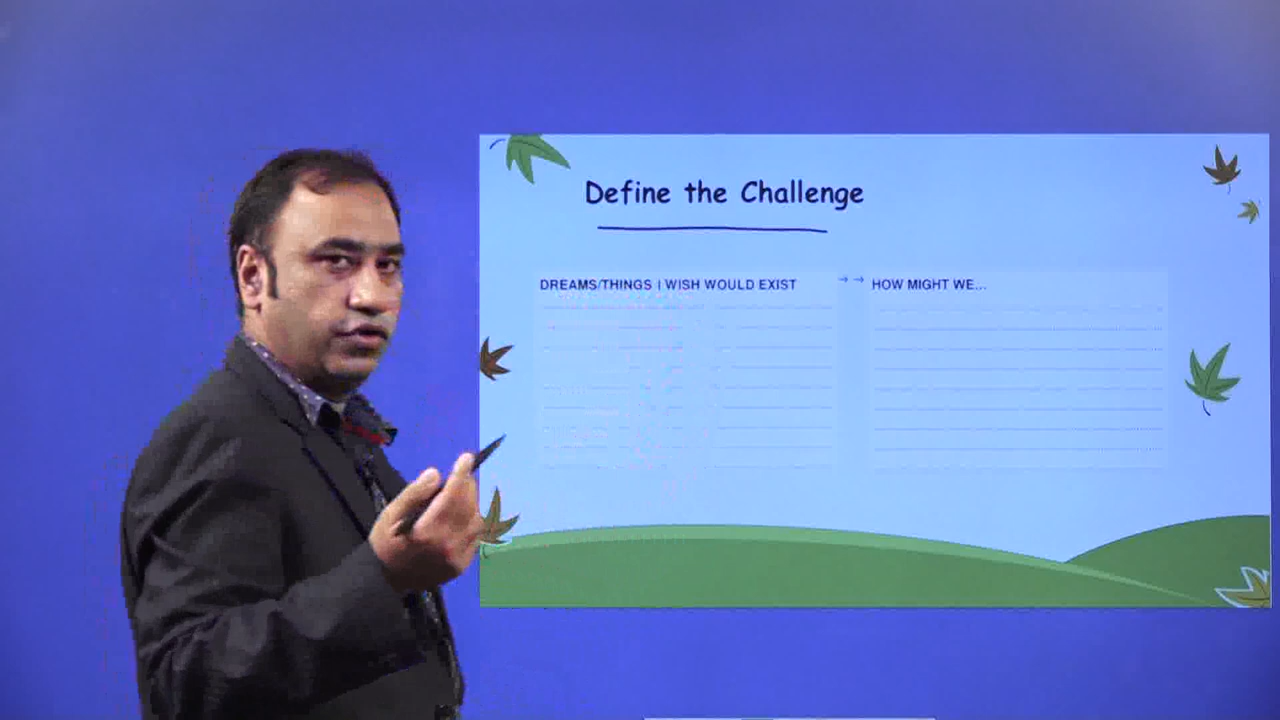 Define the Challenge
DREAMS/THINGS I WISH WOULD EXIST
→ → HOW MIGHT WE...